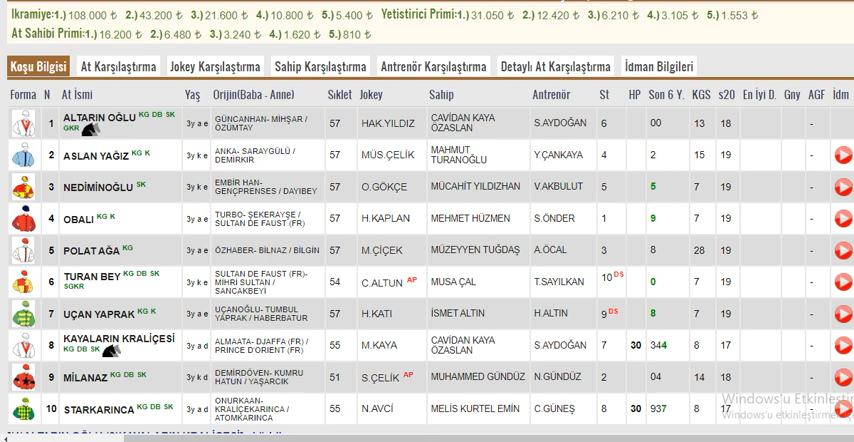 İkramiye:1.) 108.000 ₺ 2.) 43.200 ₺ 3.) 21.600 ₺ 4.) 10.800 ₺ 5.) 5.400 ₺ Yetistirici Primi:1.) 31.050 ₺ 2.) 12.420 ₺ 3.) 6.210 ₺ 4.) 3.105 ₺ 5.) 1.553 ₺
At Sahibi Primi:1.) 16.200 ₺ 2.) 6.480 ₺ 3.) 3.240 ₺ 4.) 1.620 ₺ 5.) 810 ₺
Koşu Bilgisi At Karşılaştırma Jokey Karşılaştırma Sahip Karşılaştırma Antrenör Karşılaştırma Detaylı At Karşılaştırma İdman Bilgileri
Forma N At İsmi Yaş Orijin(Baba - Anne) Sıklet Jokey Sahip Antrenör St HP Son 6 Y. KGS s20 En İyi D. Gny AGF İdm
1 ALTARIN OĞLU KG DB SK GKR 3y a e GÜNCANHAN- MİHŞAR / ÖZÜMTAY 57 HAK.YILDIZ CAVİDAN KAYA ÖZASLAN S.AYDOĞAN 6 00 13 18 -
2 ASLAN YAĞIZ KG K 3y k e ANKA- SARAYGÜLÜ / DEMİRKIR 57 MÜS.ÇELİK MAHMUT TURANOĞLU Y.ÇANKAYA 4 2 15 19 -
3 NEDİMİNOĞLU SK 3y k e EMBİR HAN- GENÇPRENSES / DAYIBEY 57 O.GÖKÇE MÜCAHİT YILDIZHAN V.AKBULUT 5 5 7 19 -
4 OBALI KG K 3y a e TURBO- ŞEKERAYŞE / SULTAN DE FAUST (FR) 57 H.KAPLAN MEHMET HÜZMEN S.ÖNDER 1 9 7 19 -
5 POLAT AĞA KG 3y a e ÖZHABER- BİLNAZ / BİLGİN 57 M.ÇİÇEK MÜZEYYEN TUĞDAŞ A.ÖCAL 3 8 28 19 -
6 TURAN BEY KG DB SK SGKR 3y k e SULTAN DE FAUST (FR)- MİHRİ SULTAN / SANCAKBEYİ 54 C.ALTUN AP MUSA ÇAL T.SAYILKAN 10 DS 0 7 19 -
7 UÇAN YAPRAK KG K 3y a e UÇANOĞLU- TUMBUL YAPRAK / HABERBATUR 57 H.KATI İSMET ALTIN H.ALTIN 9 DS 8 7 19 -
8 KAYALARIN KRALİÇESİ KG DB SK 3y a d ALMAATA- DJAFFA (FR) / PRINCE D'ORIENT (FR) 55 M.KAYA CAVİDAN KAYA ÖZASLAN S.AYDOĞAN 7 30 344 8 17 -
9 MİLANAZ KG DB SK 3y k d DEMİRDÖVEN- KUMRU HATUN / YAŞARCIK 51 S.ÇELİK AP MUHAMMED GÜNDÜZ N.GÜNDÜZ 2 04 14 18 -
10 STARKARINCA KG DB SK 3y a d ONURKAAN- KRALİÇEKARINCA / ATOMKARINCA 55 N.AVCİ MELİS KURTEL EMİN C.GÜNEŞ 8 30 937 8 17 -
Windows'u Etkinleştir
Windows'u etkinleştirmek